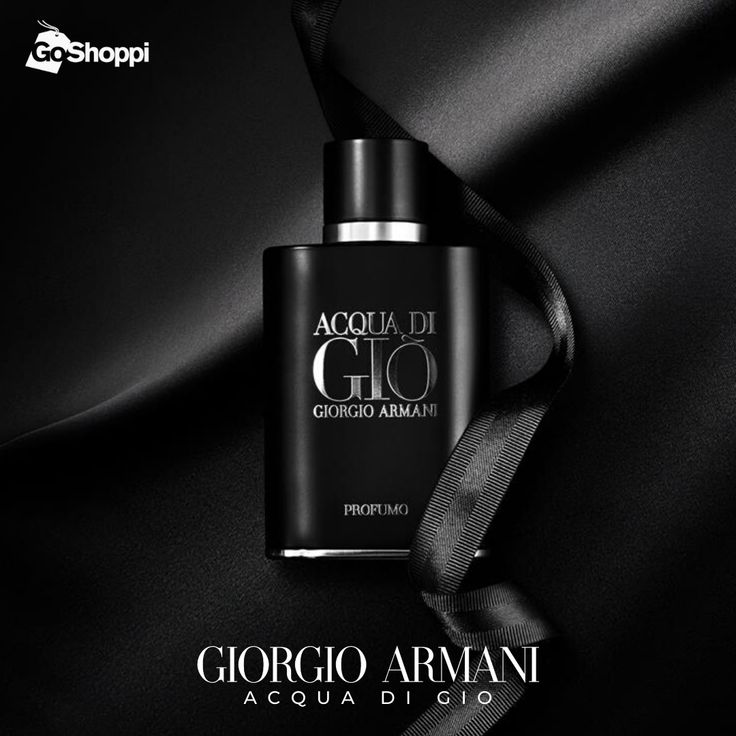 GoShoppi
ACQUA DI
GIÒ
GIORGIO ARMANI
PROFUMO
GIORGIO ARMANI
ACQUA DI GIO